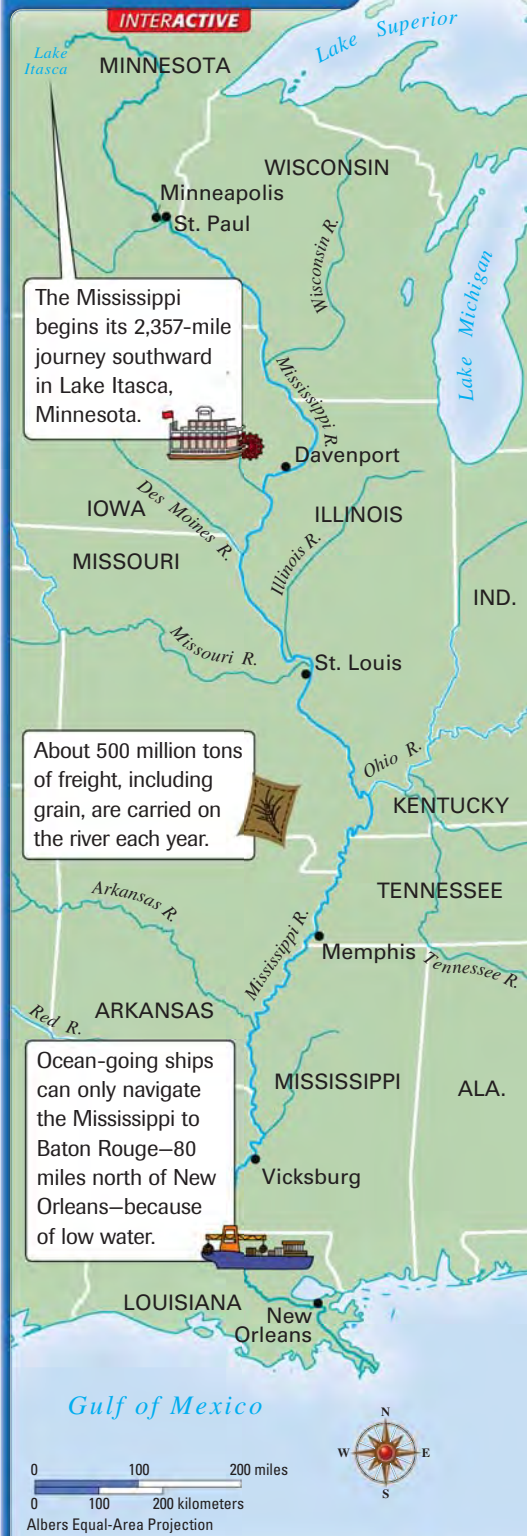 INTERACTIVE
Lake Superior
Lake
Itasca
MINNESOTA
WISCONSIN
Minneapolis
St. Paul
Wisconsin R.
Lake Michigan
The Mississippi
begins its 2,357-mile
journey southward
in Lake Itasca,
Minnesota.
Mississippi R.
Davenport
Des Moines R.
IOWA
ILLINOIS
MISSOURI
Illinois R.
IND.
Missouri R.
St. Louis
About 500 million tons
of freight, including
grain, are carried on
the river each year.
Ohio R.
KENTUCKY
TENNESSEE
Arkansas R.
Mississippi R.
Memphis
Tennessee R.
Red R.
ARKANSAS
Ocean-going ships
can only navigate
the Mississippi to
Baton Rouge—80
miles north of New
Orleans—because
of low water.
MISSISSIPPI
ALA.
Vicksburg
LOUISIANA
New
Orleans
Gulf of Mexico
N
W E
S
0 100 200 miles
0 100 200 kilometers
Albers Equal-Area Projection